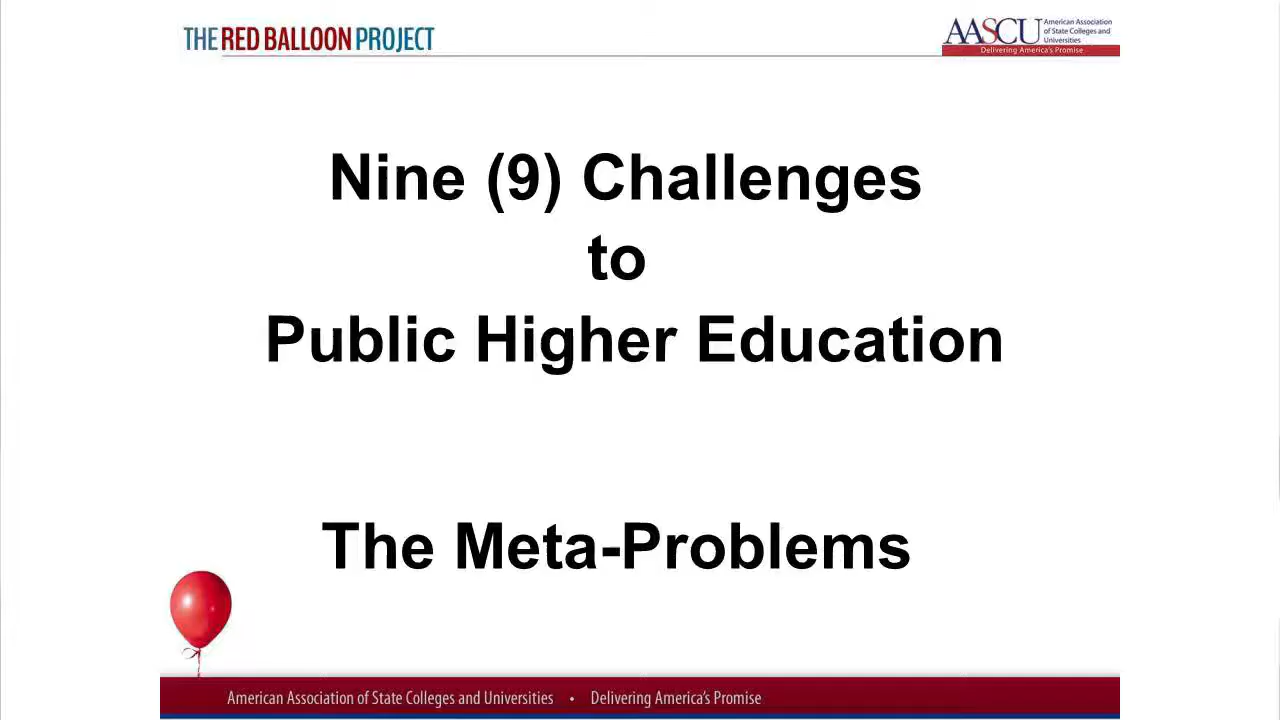 THE RED BALLOON PROJECT
AASCU
American Association
of State Colleges and
Universities
Delivering America's Promise
Nine (9) Challenges
to
Public Higher Education
The Meta-Problems
American Association of State Colleges and Universities • Delivering America's Promise